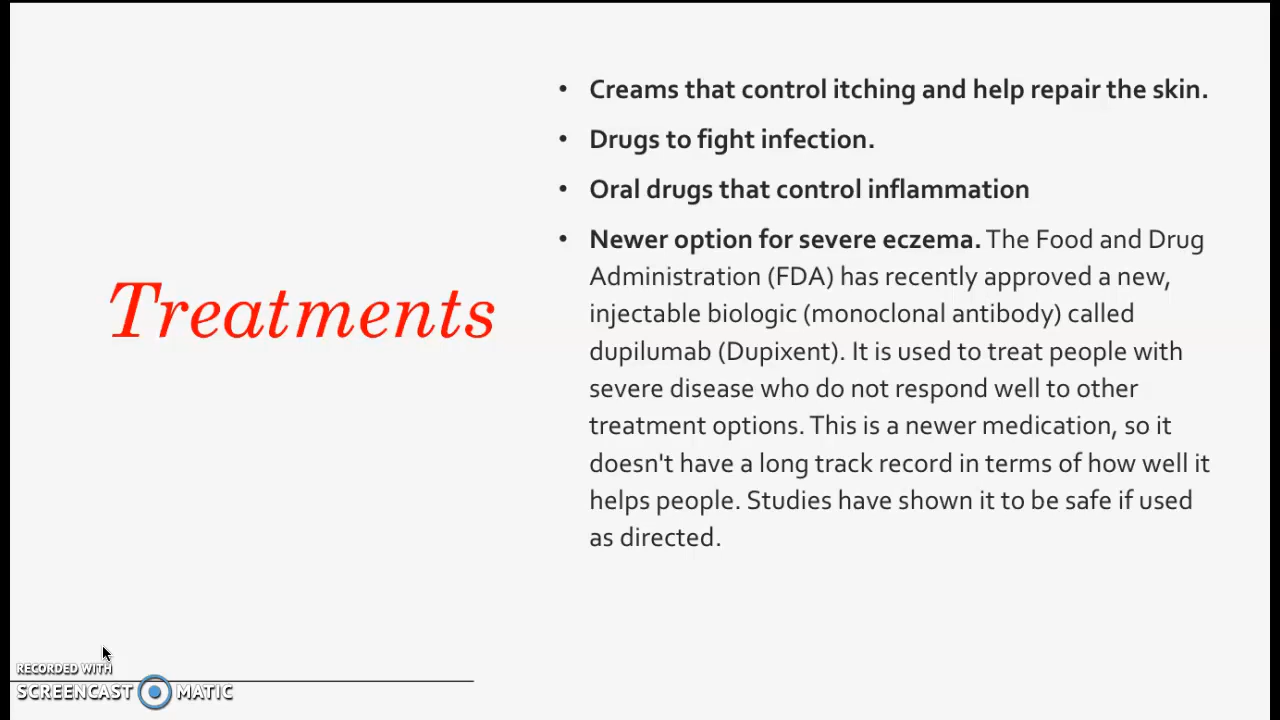 Treatments
• Creams that control itching and help repair the skin.
• Drugs to fight infection.
• Oral drugs that control inflammation
• Newer option for severe eczema. The Food and Drug
Administration (FDA) has recently approved a new,
injectable biologic (monoclonal antibody) called
dupilumab (Dupixent). It is used to treat people with
severe disease who do not respond well to other
treatment options. This is a newer medication, so it
doesn't have a long track record in terms of how well it
helps people. Studies have shown it to be safe if used
as directed.
RECORDED WITH
SCREENCAST MATIC